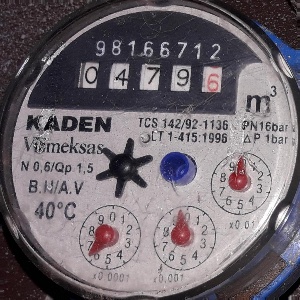 98166712
04796
m³
KADEN
TCS 142/92-1136 PN16bar
Vilmeksas
LT 1-415:1996 ΔP 1bar
N 0,6/Qp 1,5
B.H/A.V
40°C
x0.01
x0.0001
x0.001